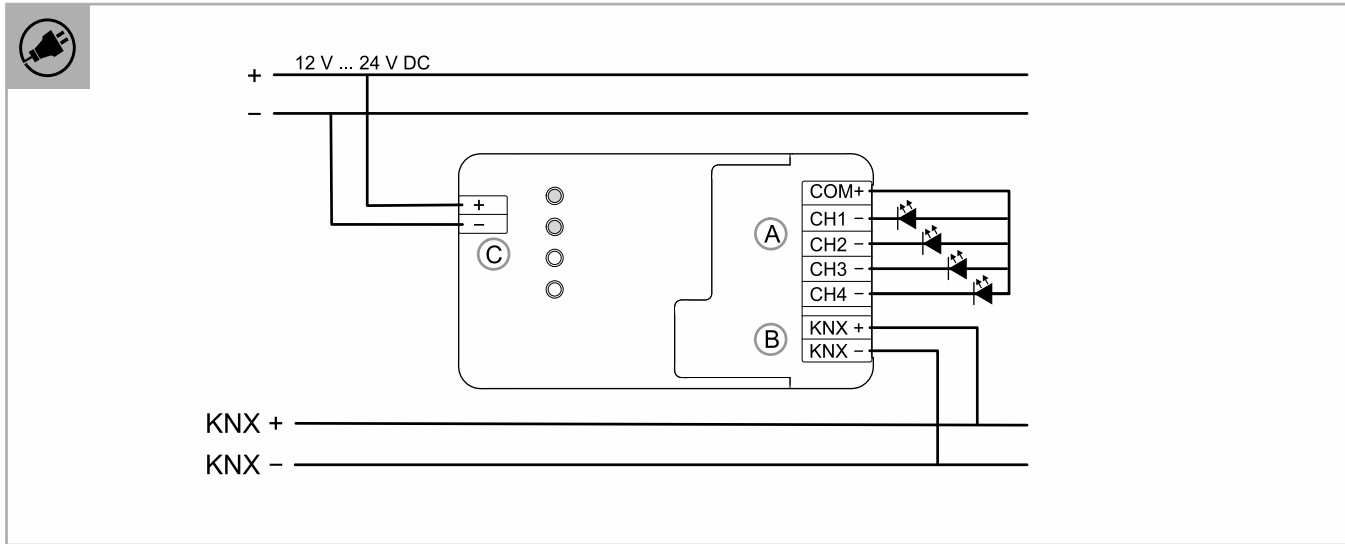 12 V ... 24 V DC
+
−
COM+
+
CH1 −
−
A
CH2 −
C
CH3 −
CH4 −
KNX +
B
KNX −
KNX +
KNX −